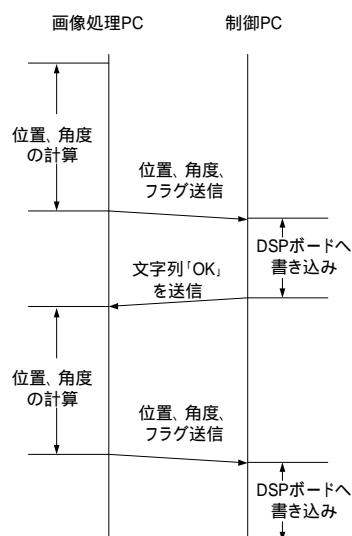 画像処理PC
制御PC
位置、角度
の計算
位置、角度、
フラグ送信
DSPボードへ
書き込み
文字列「OK」
を送信
位置、角度
の計算
位置、角度、
フラグ送信
DSPボードへ
書き込み